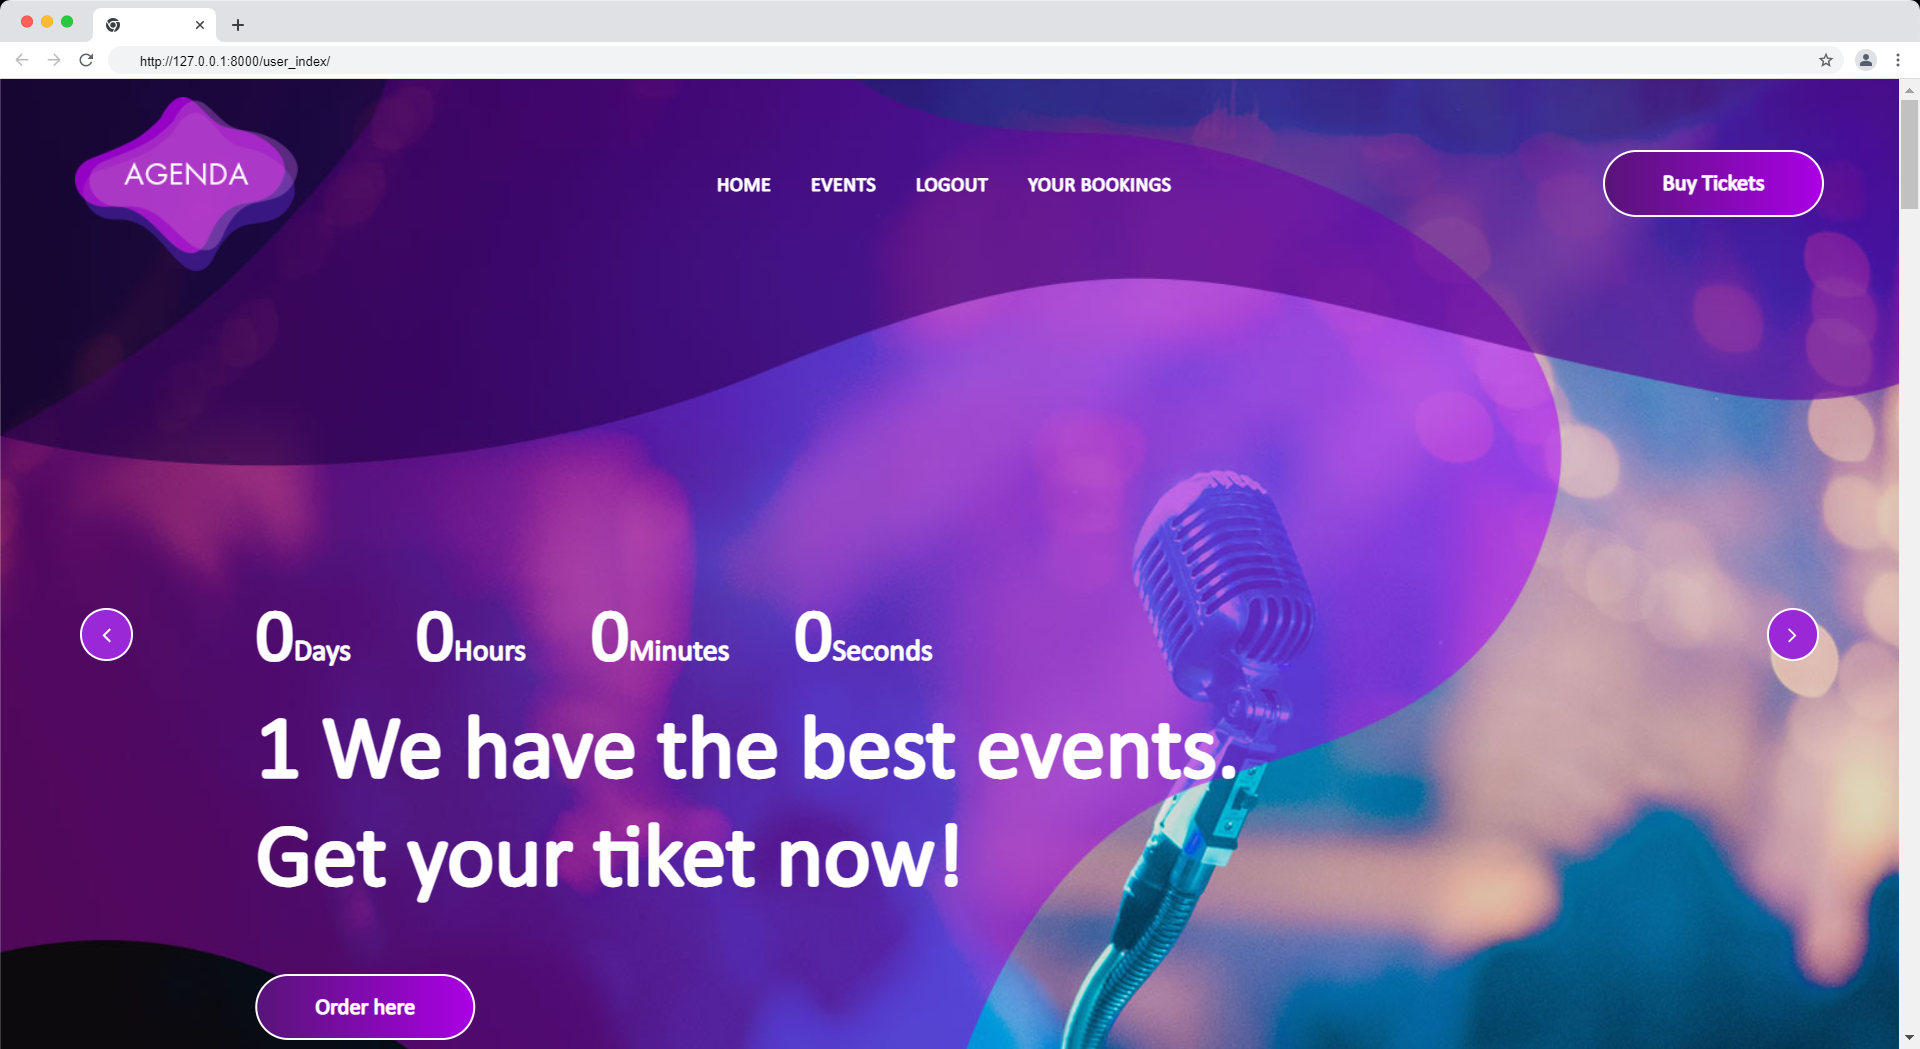 http://127.0.0.1:8000/user_index/
AGENDA
HOME EVENTS LOGOUT YOUR BOOKINGS
Buy Tickets
0Days 0Hours 0Minutes 0Seconds
1 We have the best events.
Get your tiket now!
Order here